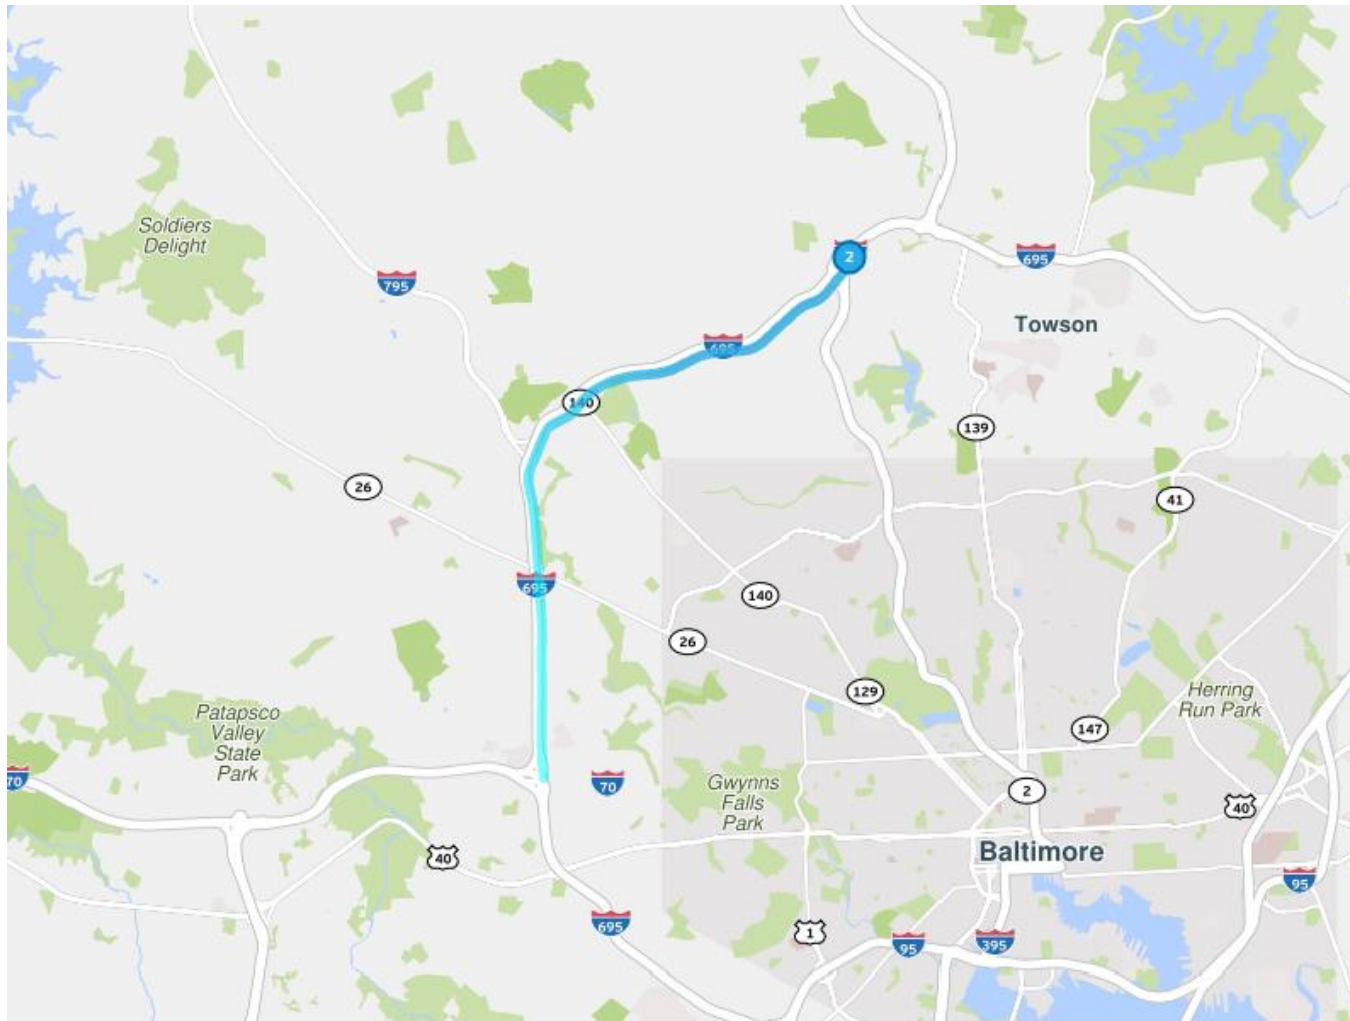 Soldiers
Delight
2
695
795
695
Towson
140
139
26
41
695
140
26
129
Herring
Run Park
Patapsco
Valley
State
Park
147
70
70
Gwynns
Falls
Park
2
40
40
Baltimore
95
695
1
95
395